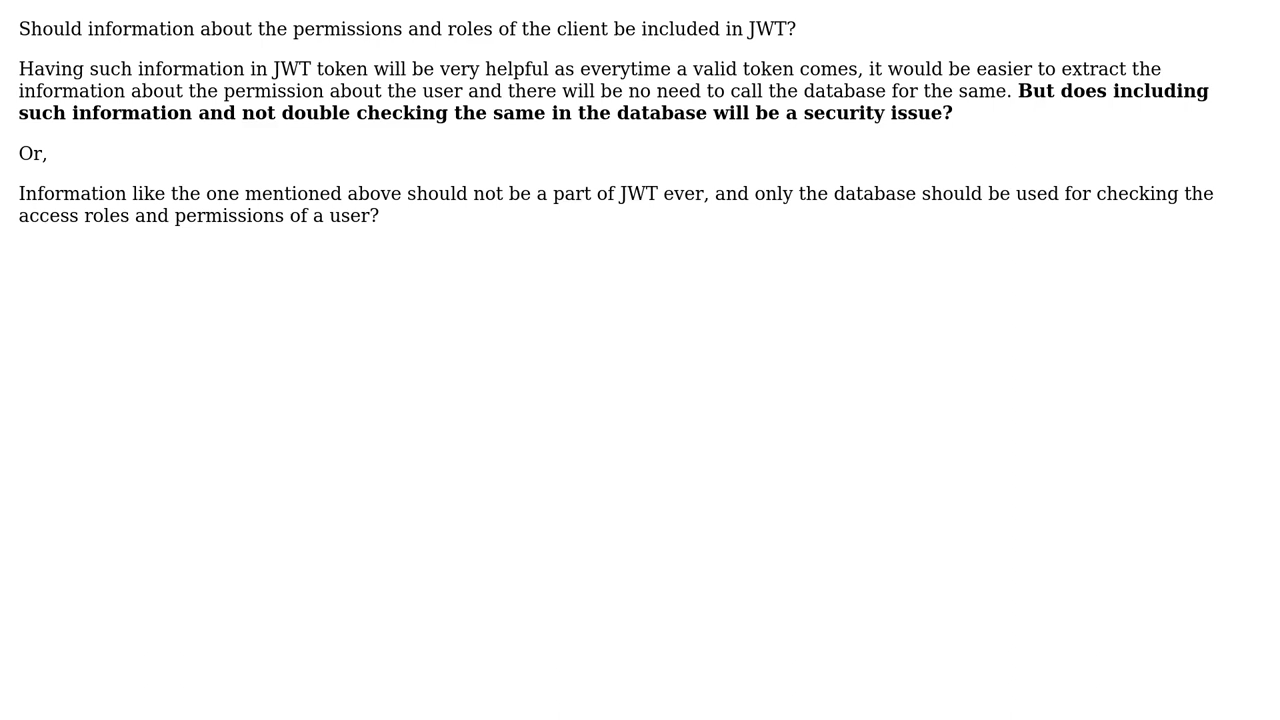 Should information about the permissions and roles of the client be included in JWT?
Having such information in JWT token will be very helpful as everytime a valid token comes, it would be easier to extract the
information about the permission about the user and there will be no need to call the database for the same. But does including
such information and not double checking the same in the database will be a security issue?
Or,
Information like the one mentioned above should not be a part of JWT ever, and only the database should be used for checking the
access roles and permissions of a user?